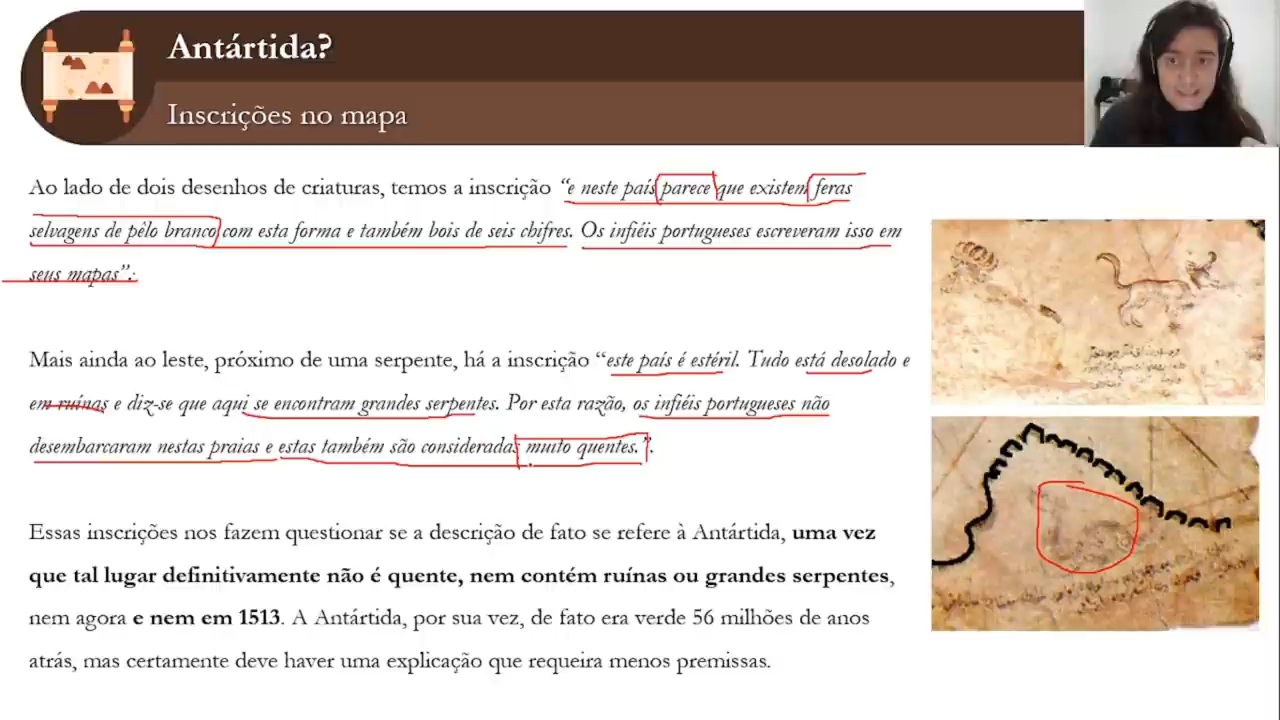 Antártida?
Inscrições no mapa
Ao lado de dois desenhos de criaturas, temos a inscrição “e neste país parece que existem feras
selvagens de pêlo branco com esta forma e também bois de seis chifres. Os infiéis portugueses escreveram isso em
seus mapas”.
Mais ainda ao leste, próximo de uma serpente, há a inscrição “este país é estéril. Tudo está desolado e
em ruínas e diz-se que aqui se encontram grandes serpentes. Por esta razão, os infiéis portugueses não
desembarcaram nestas praias e estas também são consideradas muito quentes.”.
Essas inscrições nos fazem questionar se a descrição de fato se refere à Antártida, uma vez
que tal lugar definitivamente não é quente, nem contém ruínas ou grandes serpentes,
nem agora e nem em 1513. A Antártida, por sua vez, de fato era verde 56 milhões de anos
atrás, mas certamente deve haver uma explicação que requeira menos premissas.